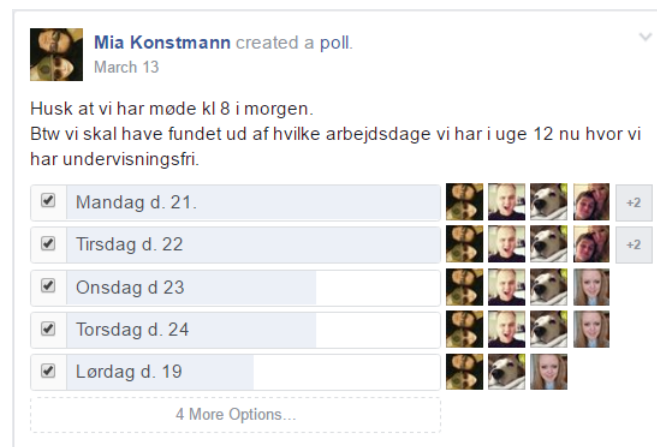 Mia Konstmann created a poll.
March 13
Husk at vi har møde kl 8 i morgen.
Btw vi skal have fundet ud af hvilke arbejdsdage vi har i uge 12 nu hvor vi
har undervisningsfri.
Mandag d. 21.
+2
Tirsdag d. 22
+2
Onsdag d 23
Torsdag d. 24
Lørdag d. 19
4 More Options...